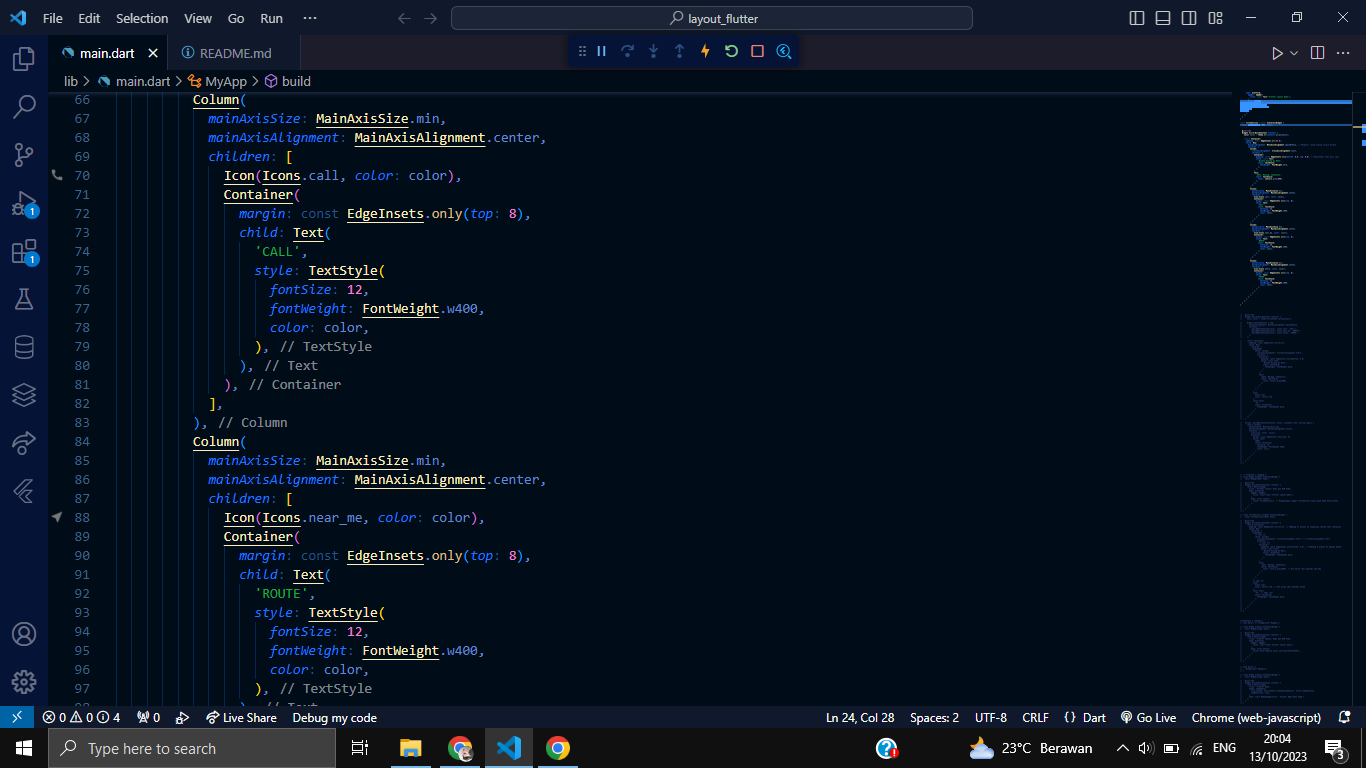 File Edit Selection View Go Run ··· layout_flutter
main.dart README.md
lib > main.dart > MyApp > build
66 Column(
67 mainAxisSize: MainAxisSize.min,
68 mainAxisAlignment: MainAxisAlignment.center,
69 children: [
70 Icon(Icons.call, color: color),
71 Container(
72 margin: const EdgeInsets.only(top: 8),
73 child: Text(
74 'CALL',
75 style: TextStyle(
76 fontSize: 12,
77 fontWeight: FontWeight.w400,
78 color: color,
79 ), // TextStyle
80 ), // Text
81 ), // Container
82 ],
83 ), // Column
84 Column(
85 mainAxisSize: MainAxisSize.min,
86 mainAxisAlignment: MainAxisAlignment.center,
87 children: [
88 Icon(Icons.near_me, color: color),
89 Container(
90 margin: const EdgeInsets.only(top: 8),
91 child: Text(
92 'ROUTE',
93 style: TextStyle(
94 fontSize: 12,
95 fontWeight: FontWeight.w400,
96 color: color,
97 ), // TextStyle
98 ), // Text
1
1
0 0 4 0 Live Share Debug my code Ln 24, Col 28 Spaces: 2 UTF-8 CRLF {} Dart Go Live Chrome (web-javascript)
Type here to search 23°C Berawan ENG 20:04
13/10/2023 3